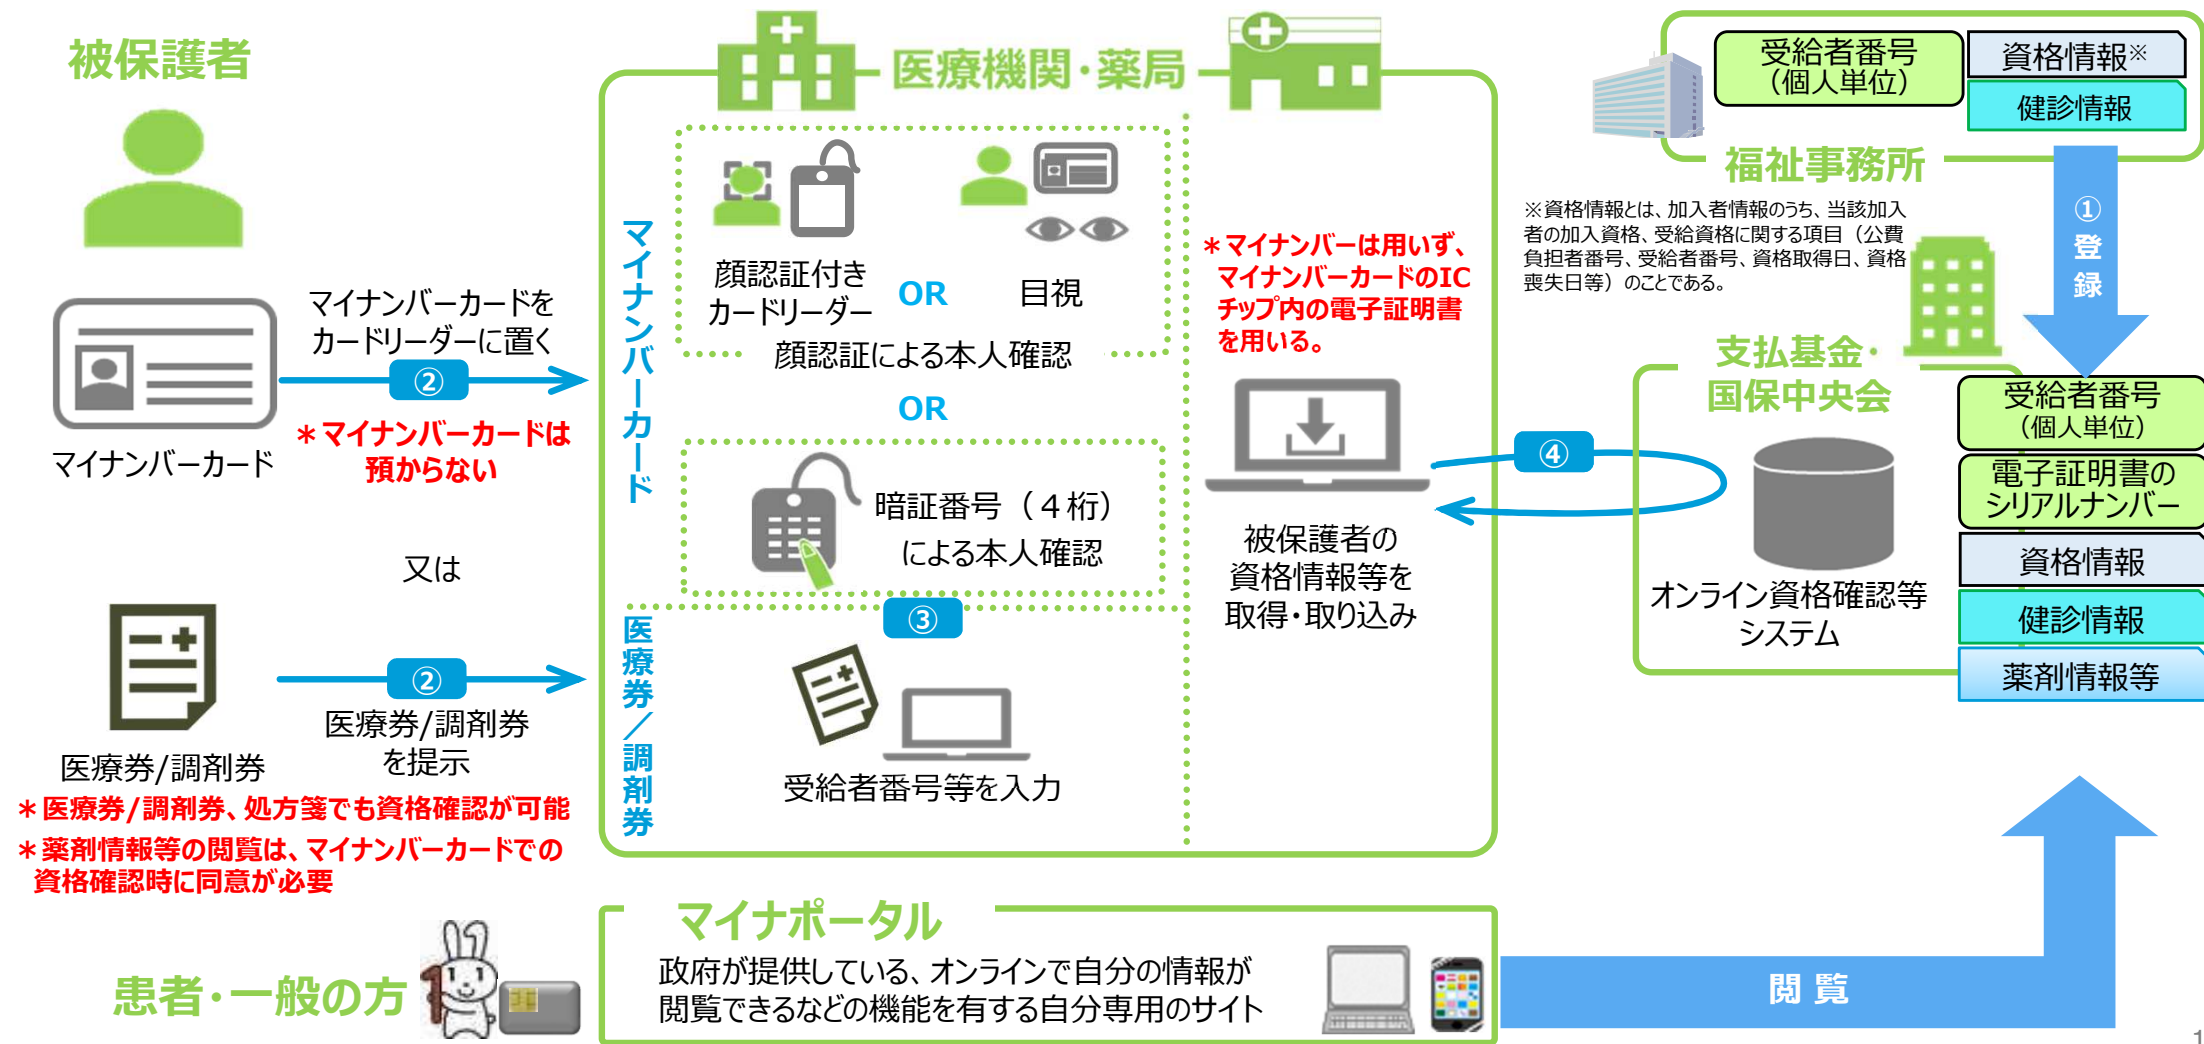 被保護者
マイナンバーカード
マイナンバーカードを
カードリーダーに置く
②
＊マイナンバーカードは
預からない
又は
②
医療券/調剤券
を提示
医療券/調剤券
＊医療券/調剤券、処方箋でも資格確認が可能
＊薬剤情報等の閲覧は、マイナンバーカードでの
資格確認時に同意が必要
医療機関・薬局
マイナンバーカード
顔認証付き
カードリーダー
OR
目視
顔認証による本人確認
OR
暗証番号（４桁）
による本人確認
③
医療券／調剤券
受給者番号等を入力
＊マイナンバーは用いず、
マイナンバーカードのIC
チップ内の電子証明書
を用いる。
被保護者の
資格情報等を
取得・取り込み
④
受給者番号
（個人単位）
資格情報※
健診情報
福祉事務所
※資格情報とは、加入者情報のうち、当該加入
者の加入資格、受給資格に関する項目（公費
負担者番号、受給者番号、資格取得日、資格
喪失日等）のことである。
①
登
録
支払基金・
国保中央会
オンライン資格確認等
システム
受給者番号
（個人単位）
電子証明書の
シリアルナンバー
資格情報
健診情報
薬剤情報等
患者・一般の方
マイナポータル
政府が提供している、オンラインで自分の情報が
閲覧できるなどの機能を有する自分専用のサイト
閲 覧
1